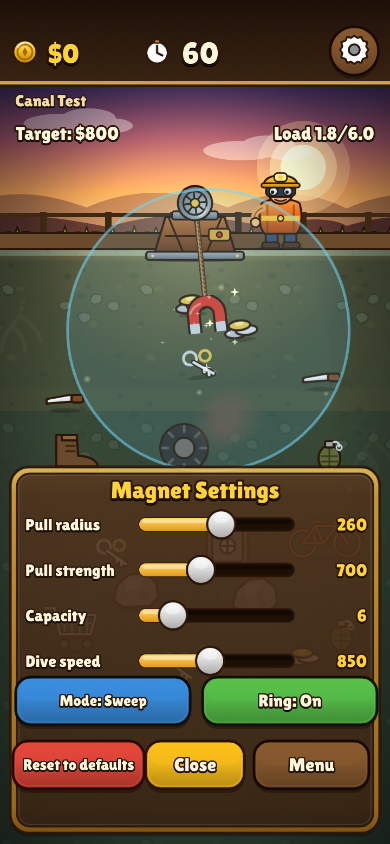 $0
60
Canal Test
Target: $800
Load 1.8/6.0
Magnet Settings
Pull radius 260
Pull strength 700
Capacity 6
Dive speed 850
Mode: Sweep
Ring: On
Reset to defaults
Close
Menu